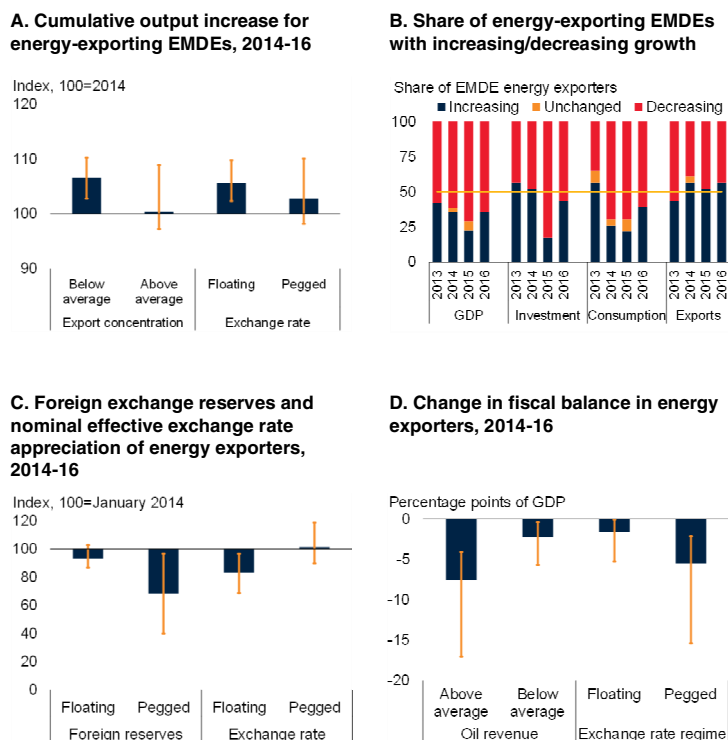 A. Cumulative output increase for
energy-exporting EMDEs, 2014-16
Index, 100=2014
120
110
100
90
Below
average
Above
average
Floating
Pegged
Export concentration
Exchange rate
B. Share of energy-exporting EMDEs
with increasing/decreasing growth
Share of EMDE energy exporters
Increasing Unchanged Decreasing
100
75
50
25
0
2013 2014 2015 2016 2013 2014 2015 2016 2013 2014 2015 2016 2013 2014 2015 2016
GDP Investment Consumption Exports
C. Foreign exchange reserves and
nominal effective exchange rate
appreciation of energy exporters,
2014-16
Index, 100=January 2014
120
100
80
60
40
20
0
Floating Pegged Floating Pegged
Foreign reserves Exchange rate
D. Change in fiscal balance in energy
exporters, 2014-16
Percentage points of GDP
0
-5
-10
-15
-20
Above
average
Below
average
Floating
Pegged
Oil revenue
Exchange rate regime